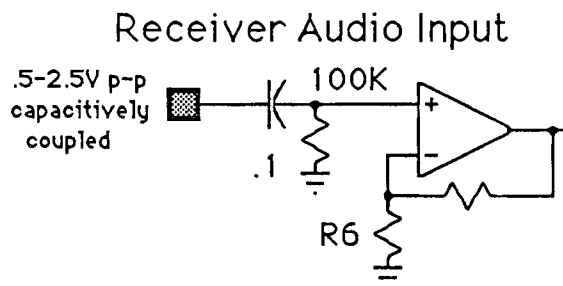 Receiver Audio Input
.5-2.5V p-p
capacitively
coupled
100K
+
.1
−
R6